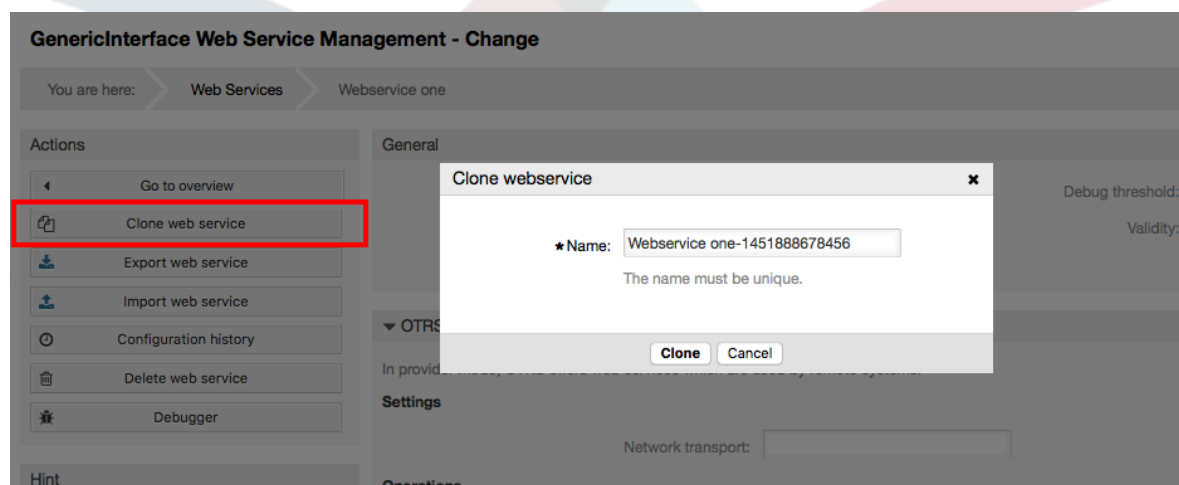 GenericInterface Web Service Management - Change
You are here: Web Services Webservice one
Actions
Go to overview
Clone web service
Export web service
Import web service
Configuration history
Delete web service
Debugger
Hint
General
Debug threshold:
Validity:
Clone webservice
* Name: Webservice one-1451888678456
The name must be unique.
Clone Cancel
OTRS
In provid
Settings
Network transport: